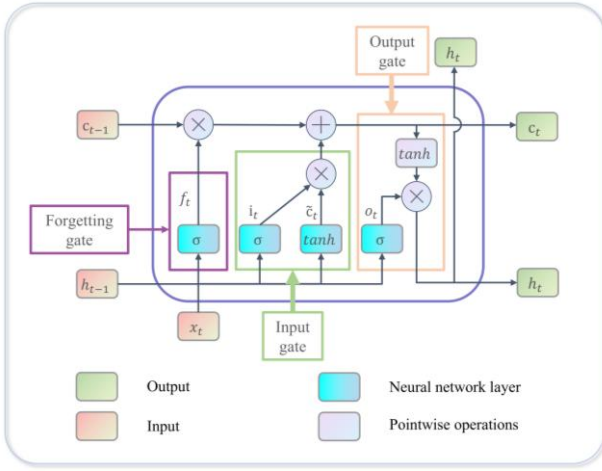 Output
gate
h_t
c_{t-1}
×
+
c_t
tanh
f_t
i_t
c̃_t
o_t
×
×
Forgetting
gate
σ
σ
tanh
σ
h_{t-1}
h_t
x_t
Input
gate
Output
Neural network layer
Input
Pointwise operations